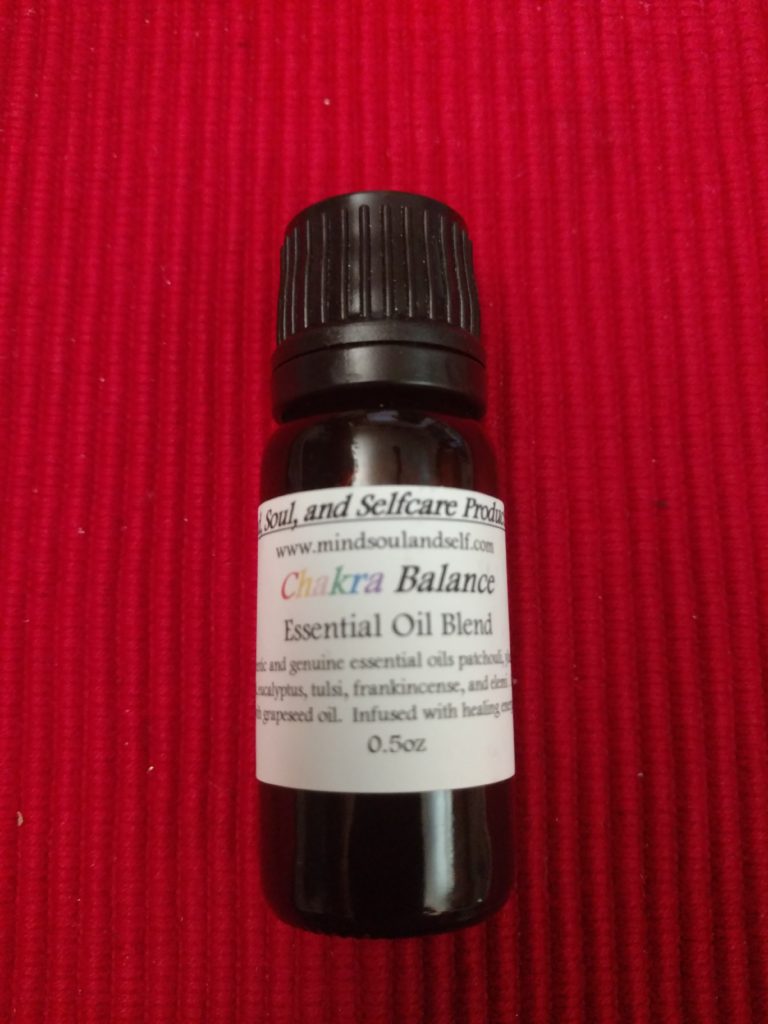 Soul, and Selfcare
www.mindsoulandself.com
Chakra Balance
Essential Oil Blend
and genuine essential oils patchouli,
eucalyptus, tulsi, frankincense, and elemi
grapeseed oil. Infused with healing
0.5oz